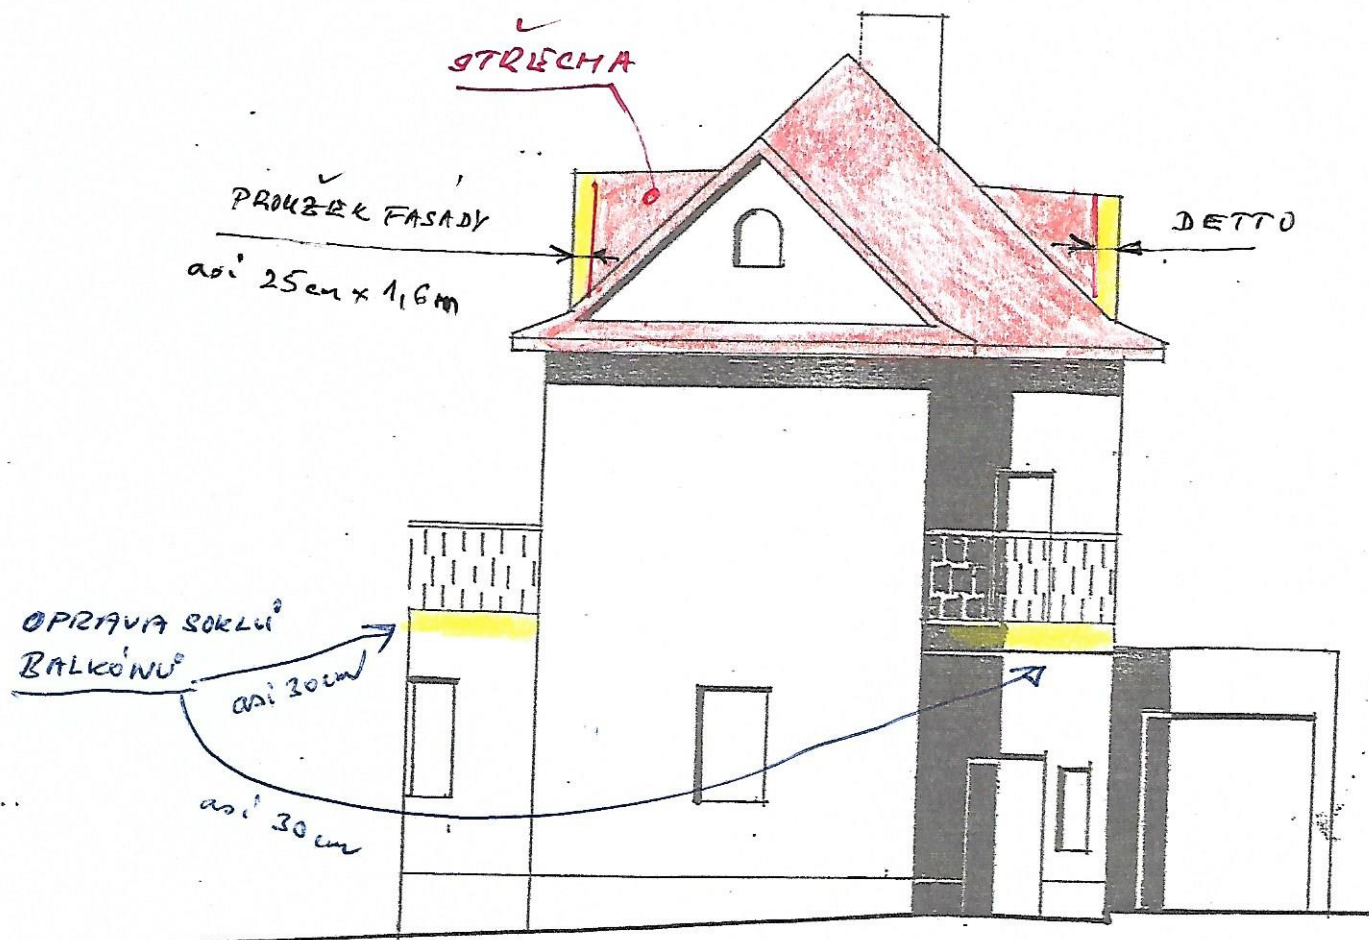 STŘECHA
PROUŽEK FASÁDY
asi 25cm x 1,6m
DETTO
OPRAVA SOKLŮ
BALKÓNŮ
asi 30cm
asi 30cm